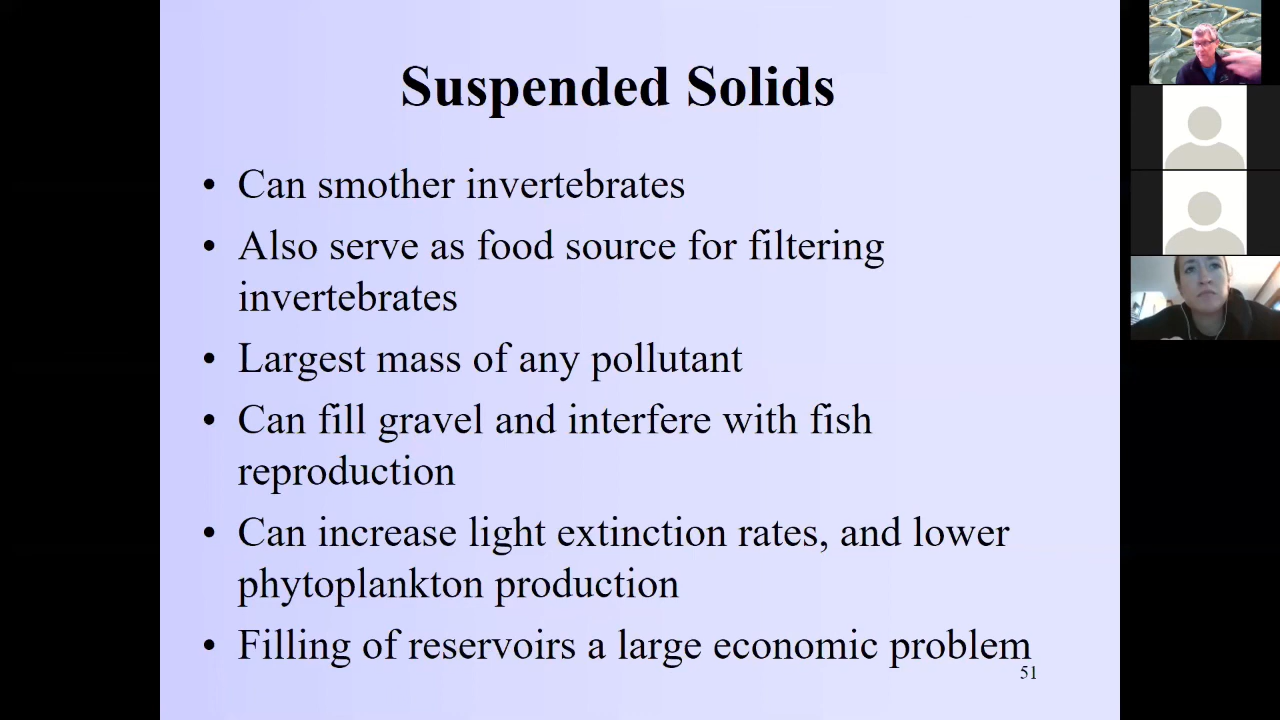 Suspended Solids
• Can smother invertebrates
• Also serve as food source for filtering
invertebrates
• Largest mass of any pollutant
• Can fill gravel and interfere with fish
reproduction
• Can increase light extinction rates, and lower
phytoplankton production
• Filling of reservoirs a large economic problem
51